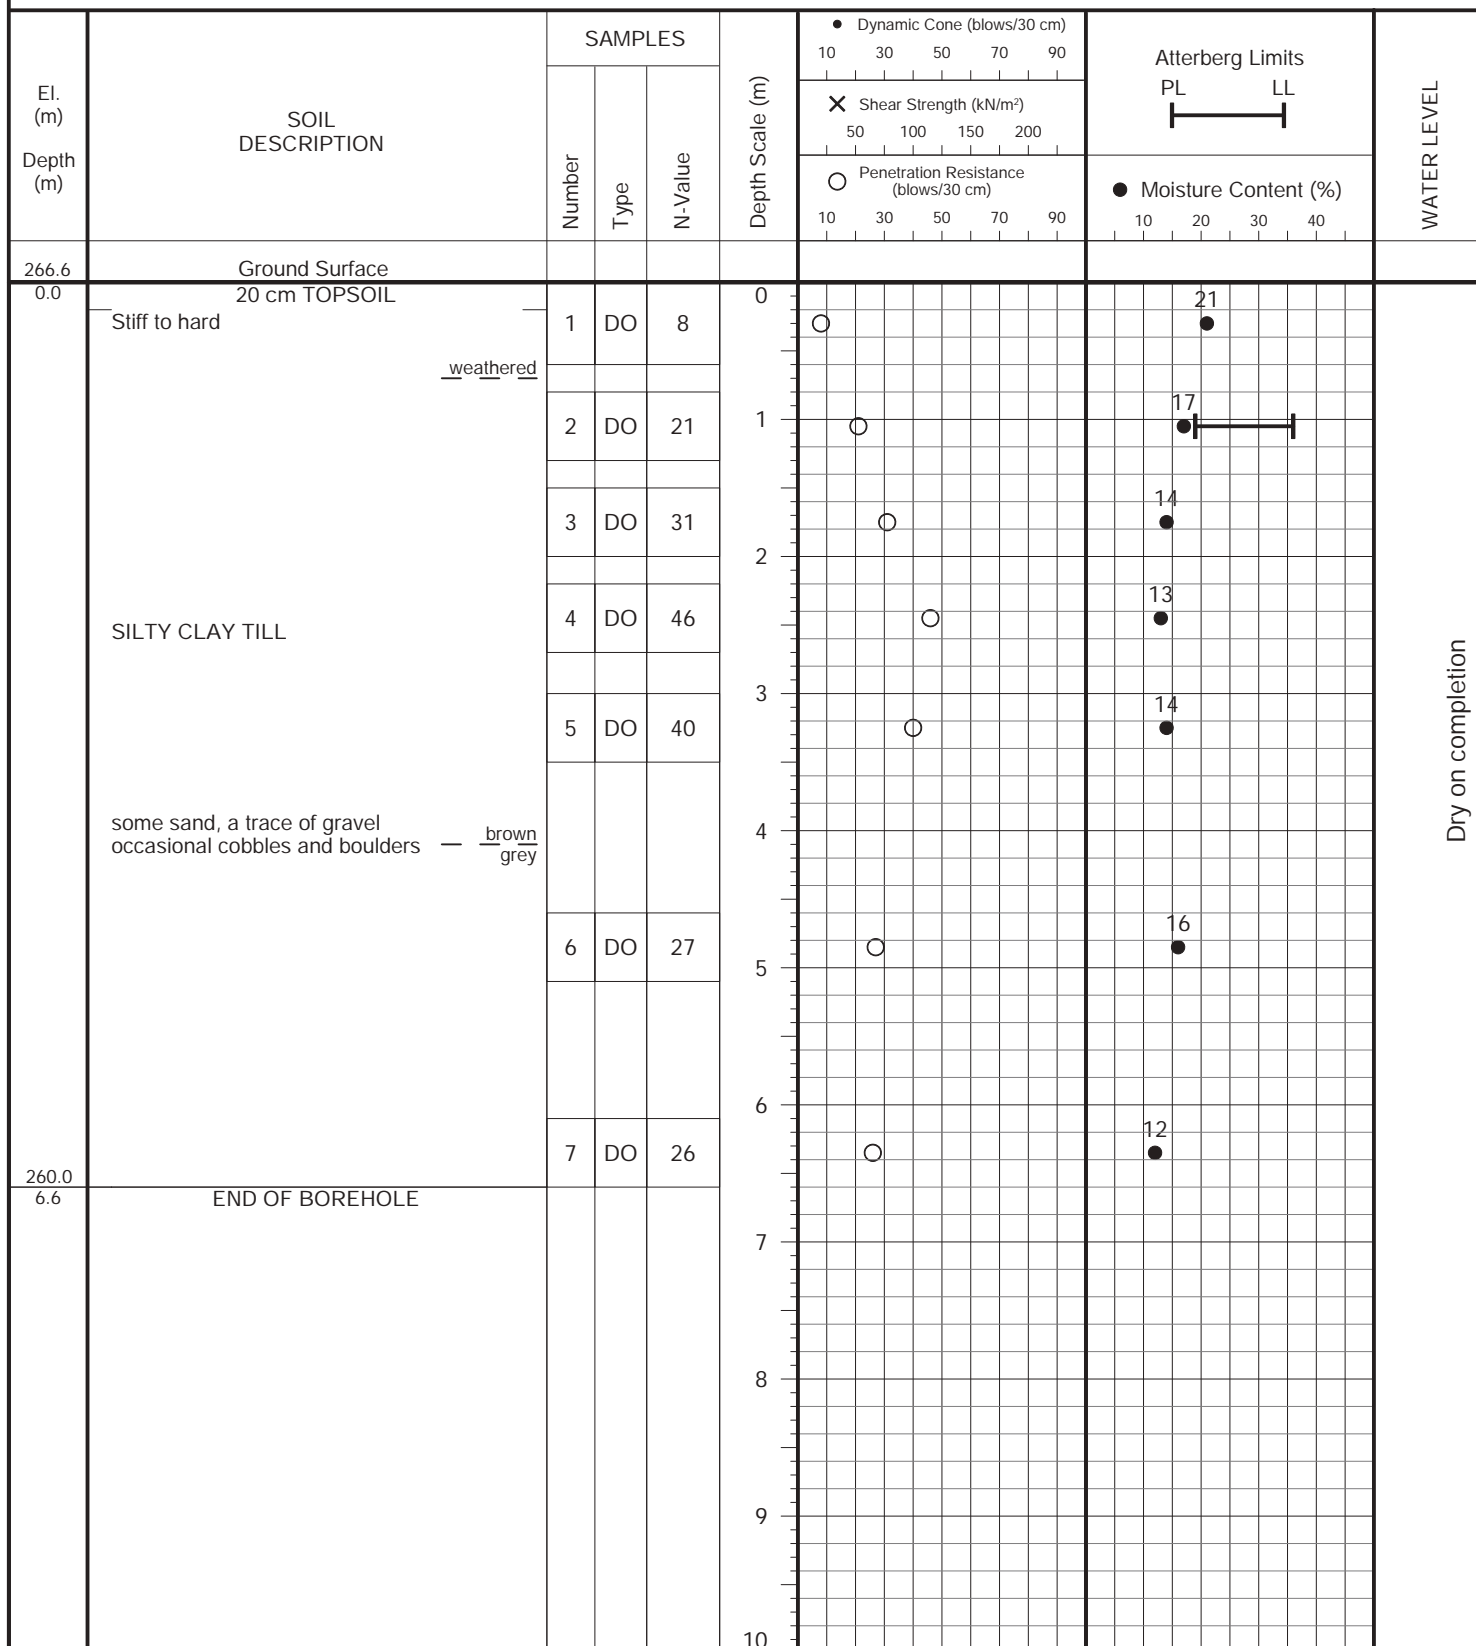 El.
(m)
Depth
(m)
SOIL
DESCRIPTION
SAMPLES
Number
Type
N-Value
Depth Scale (m)
Dynamic Cone (blows/30 cm)
10 30 50 70 90
Shear Strength (kN/m²)
50 100 150 200
Penetration Resistance
(blows/30 cm)
10 30 50 70 90
Atterberg Limits
PL LL
Moisture Content (%)
10 20 30 40
WATER LEVEL
266.6 Ground Surface
0.0 20 cm TOPSOIL 0
21
Stiff to hard 1 DO 8
weathered
17
1
2 DO 21
14
3 DO 31
2
13
4 DO 46
SILTY CLAY TILL
3
14
5 DO 40
some sand, a trace of gravel
occasional cobbles and boulders
brown
grey
4
16
6 DO 27
5
6
12
7 DO 26
260.0
6.6 END OF BOREHOLE
7
8
9
10
Dry on completion